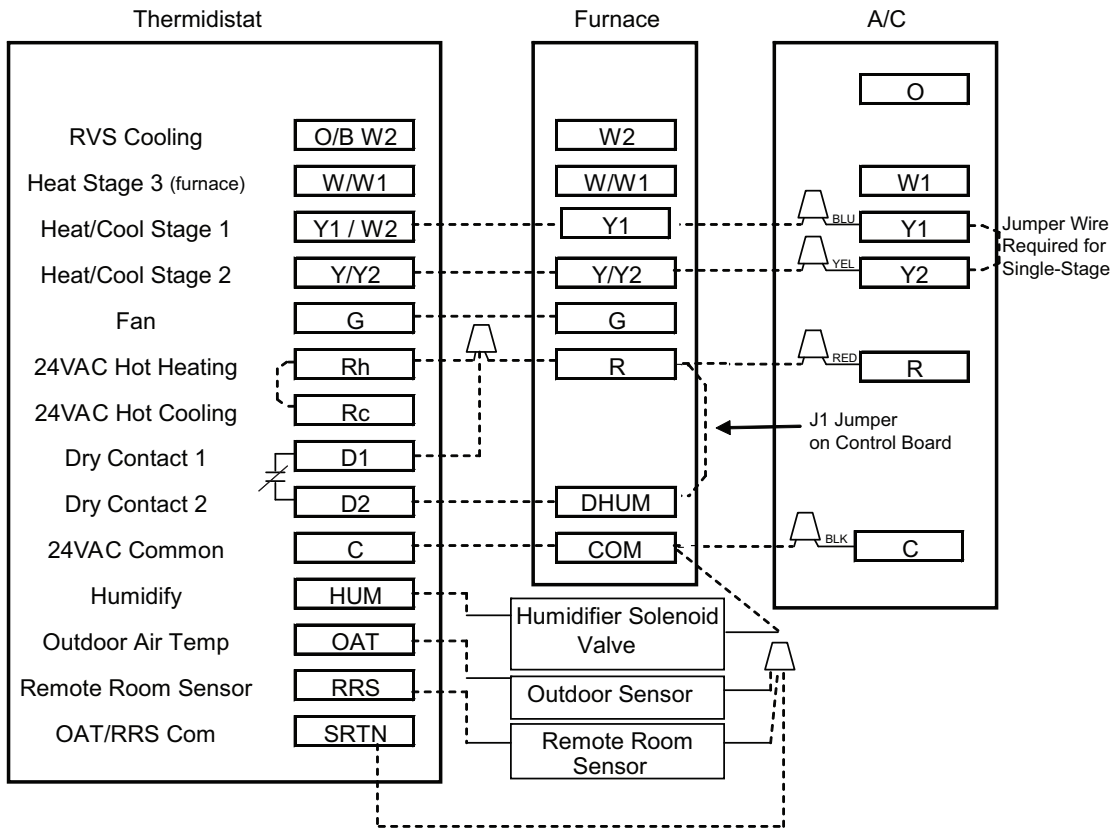 Thermidistat Furnace A/C
O
RVS Cooling O/B W2 W2
Heat Stage 3 (furnace) W/W1 W/W1 W1
Heat/Cool Stage 1 Y1 / W2 Y1 BLU Y1 Jumper Wire
Required for
Single-Stage
Heat/Cool Stage 2 Y/Y2 Y/Y2 YEL Y2
Fan G G
24VAC Hot Heating Rh R RED R
24VAC Hot Cooling Rc
J1 Jumper
on Control Board
Dry Contact 1 D1
Dry Contact 2 D2 DHUM
24VAC Common C COM BLK C
Humidify HUM
Humidifier Solenoid
Valve
Outdoor Air Temp OAT
Outdoor Sensor
Remote Room Sensor RRS
OAT/RRS Com SRTN
Remote Room
Sensor